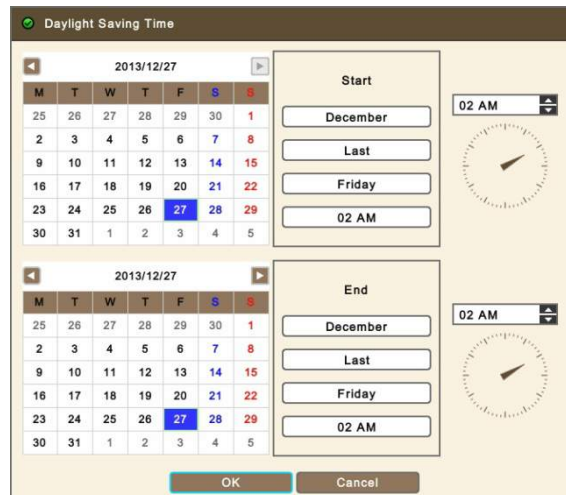 Daylight Saving Time
2013/12/27
M T W T F S S
25 26 27 28 29 30 1
2 3 4 5 6 7 8
9 10 11 12 13 14 15
16 17 18 19 20 21 22
23 24 25 26 27 28 29
30 31 1 2 3 4 5
Start
December
Last
Friday
02 AM
02 AM
2013/12/27
M T W T F S S
25 26 27 28 29 30 1
2 3 4 5 6 7 8
9 10 11 12 13 14 15
16 17 18 19 20 21 22
23 24 25 26 27 28 29
30 31 1 2 3 4 5
End
December
Last
Friday
02 AM
02 AM
OK Cancel